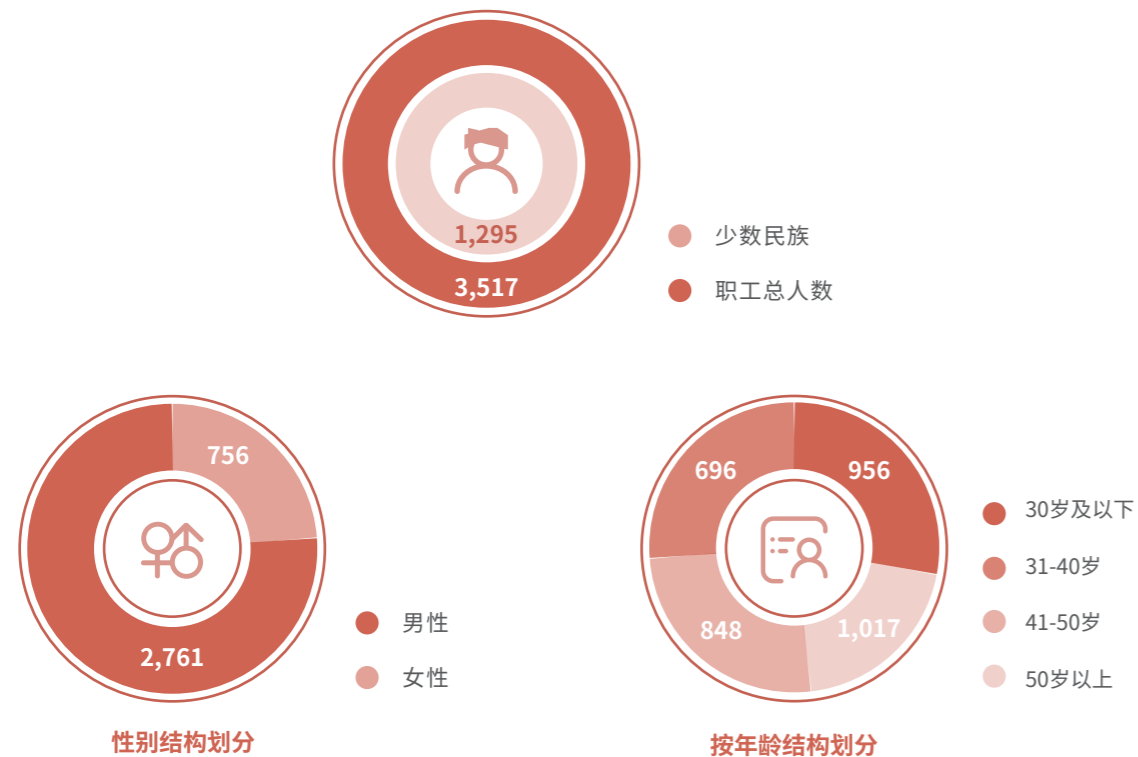 1,295
3,517
少数民族
职工总人数
756
2,761
男性
女性
性别结构划分
696
956
848
1,017
30岁及以下
31-40岁
41-50岁
50岁以上
按年龄结构划分